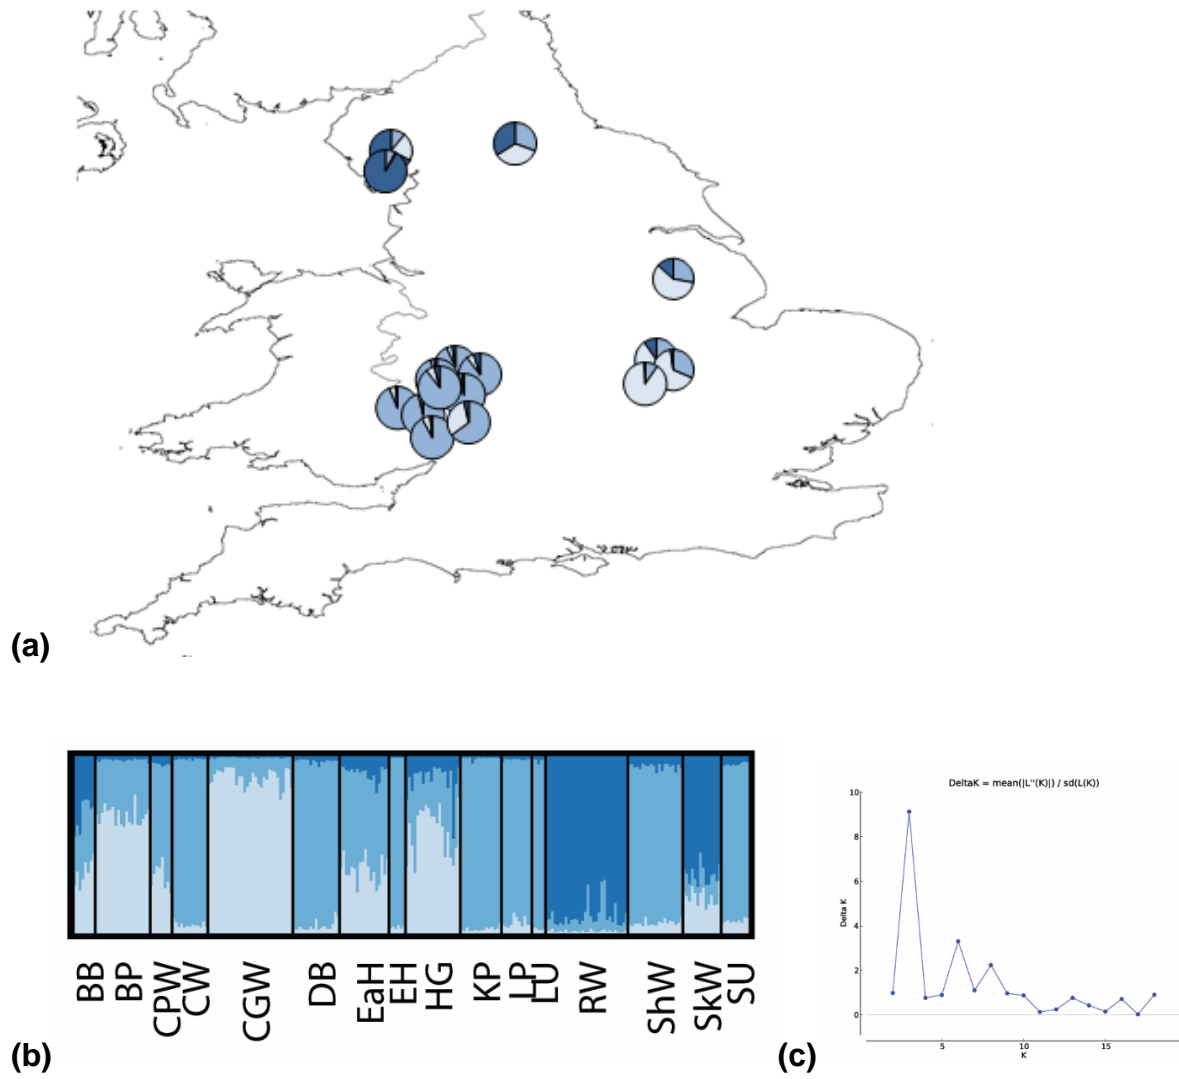 (a)
BB BP CPW CW CGW DB EaH EH HG KP LP LU RW ShW SkW SU
(b)
DeltaK = mean(|L''(K)|) / sd(L(K))
Delta K
10
8
6
4
2
0
5 10 15
K
(c)